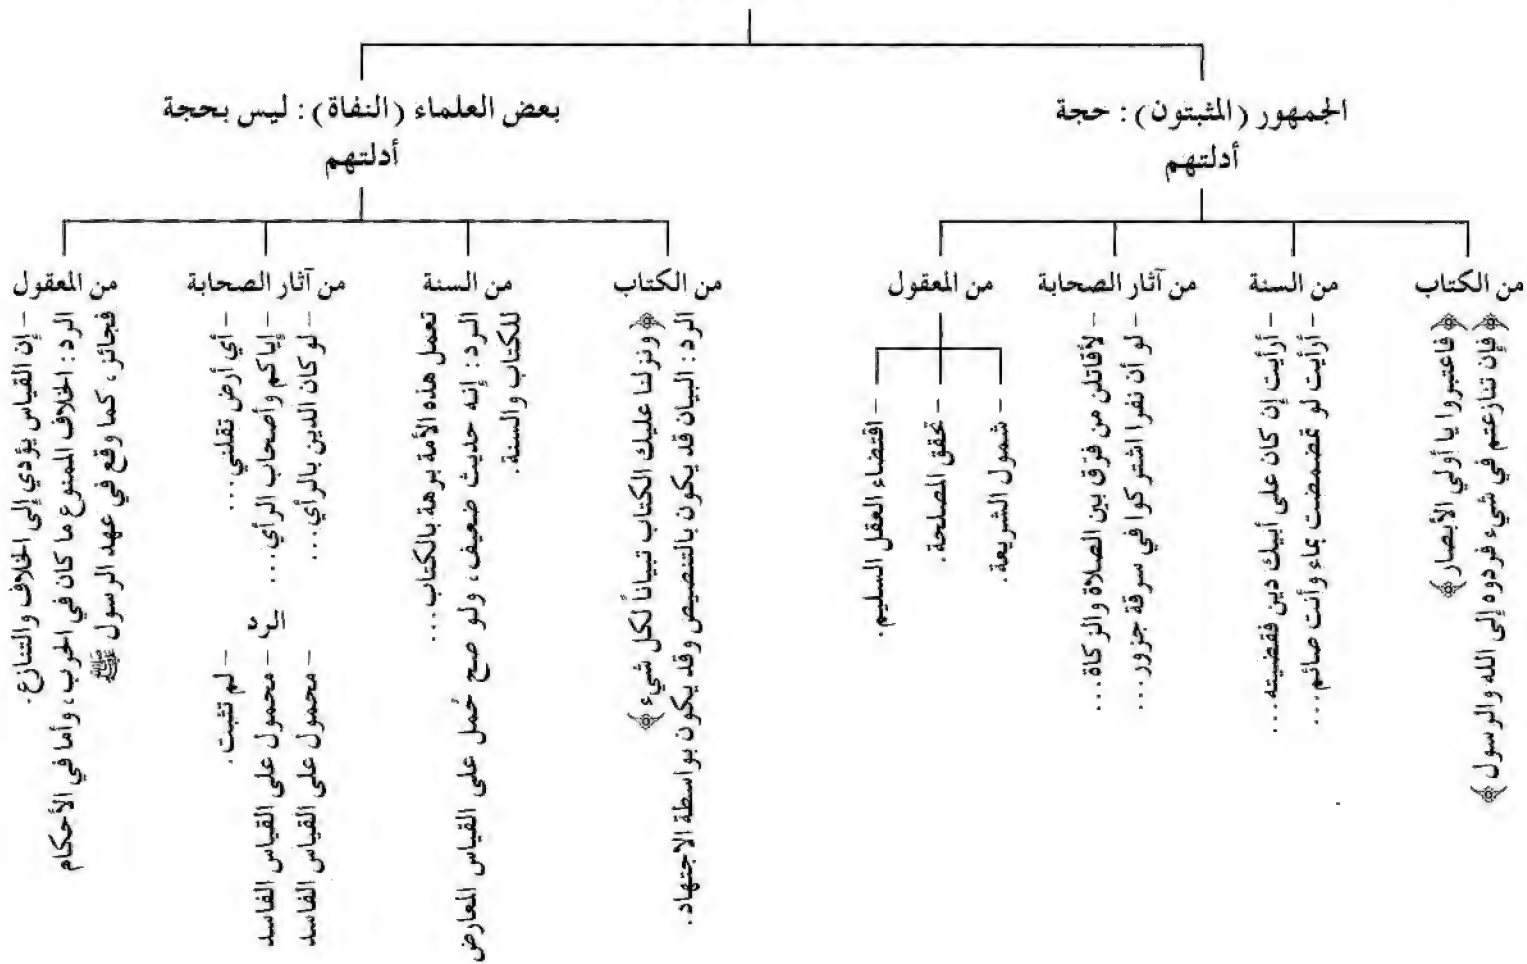 الجمهور (المثبتون) : حجة
أدلتهم
من الكتاب
﴿فإن تنازعتم في شيء فردوه إلى الله والرسول﴾
﴿فاعتبروا يا أولي الأبصار﴾
من السنة
– أرأيت لو تمضمضت بماء وأنت صائم...
– أرأيت إن كان على أبيك دين فقضيته...
من آثار الصحابة
– لو أن نفرا اشتركوا في سرقة جزور...
– لأقاتلن من فرّق بين الصلاة والزكاة...
من المعقول
– شمول الشريعة.
– تحقق المصلحة.
– اقتضاء العقل السليم.
بعض العلماء (النفاة) : ليس بحجة
أدلتهم
من الكتاب
﴿ونزلنا عليك الكتاب تبياناً لكل شيء﴾
الرد: البيان قد يكون بالتنصيص وقد يكون بواسطة الاجتهاد.
من السنة
تعمل هذه الأمة برهة بالكتاب...
الرد: إنه حديث ضعيف، ولو صح حُمل على القياس المعارض
للكتاب والسنة.
من آثار الصحابة
– لو كان الدين بالرأي...
– إياكم وأصحاب الرأي...
– أي أرض تقلني...
– محمول على القياس الفاسد
– محمول على القياس الفاسد
– لم تثبت.
من المعقول
– إن القياس يؤدي إلى الخلاف والتنازع.
الرد: الخلاف الممنوع ما كان في الحرب، وأما في الأحكام
فجائز، كما وقع في عهد الرسول ﷺ